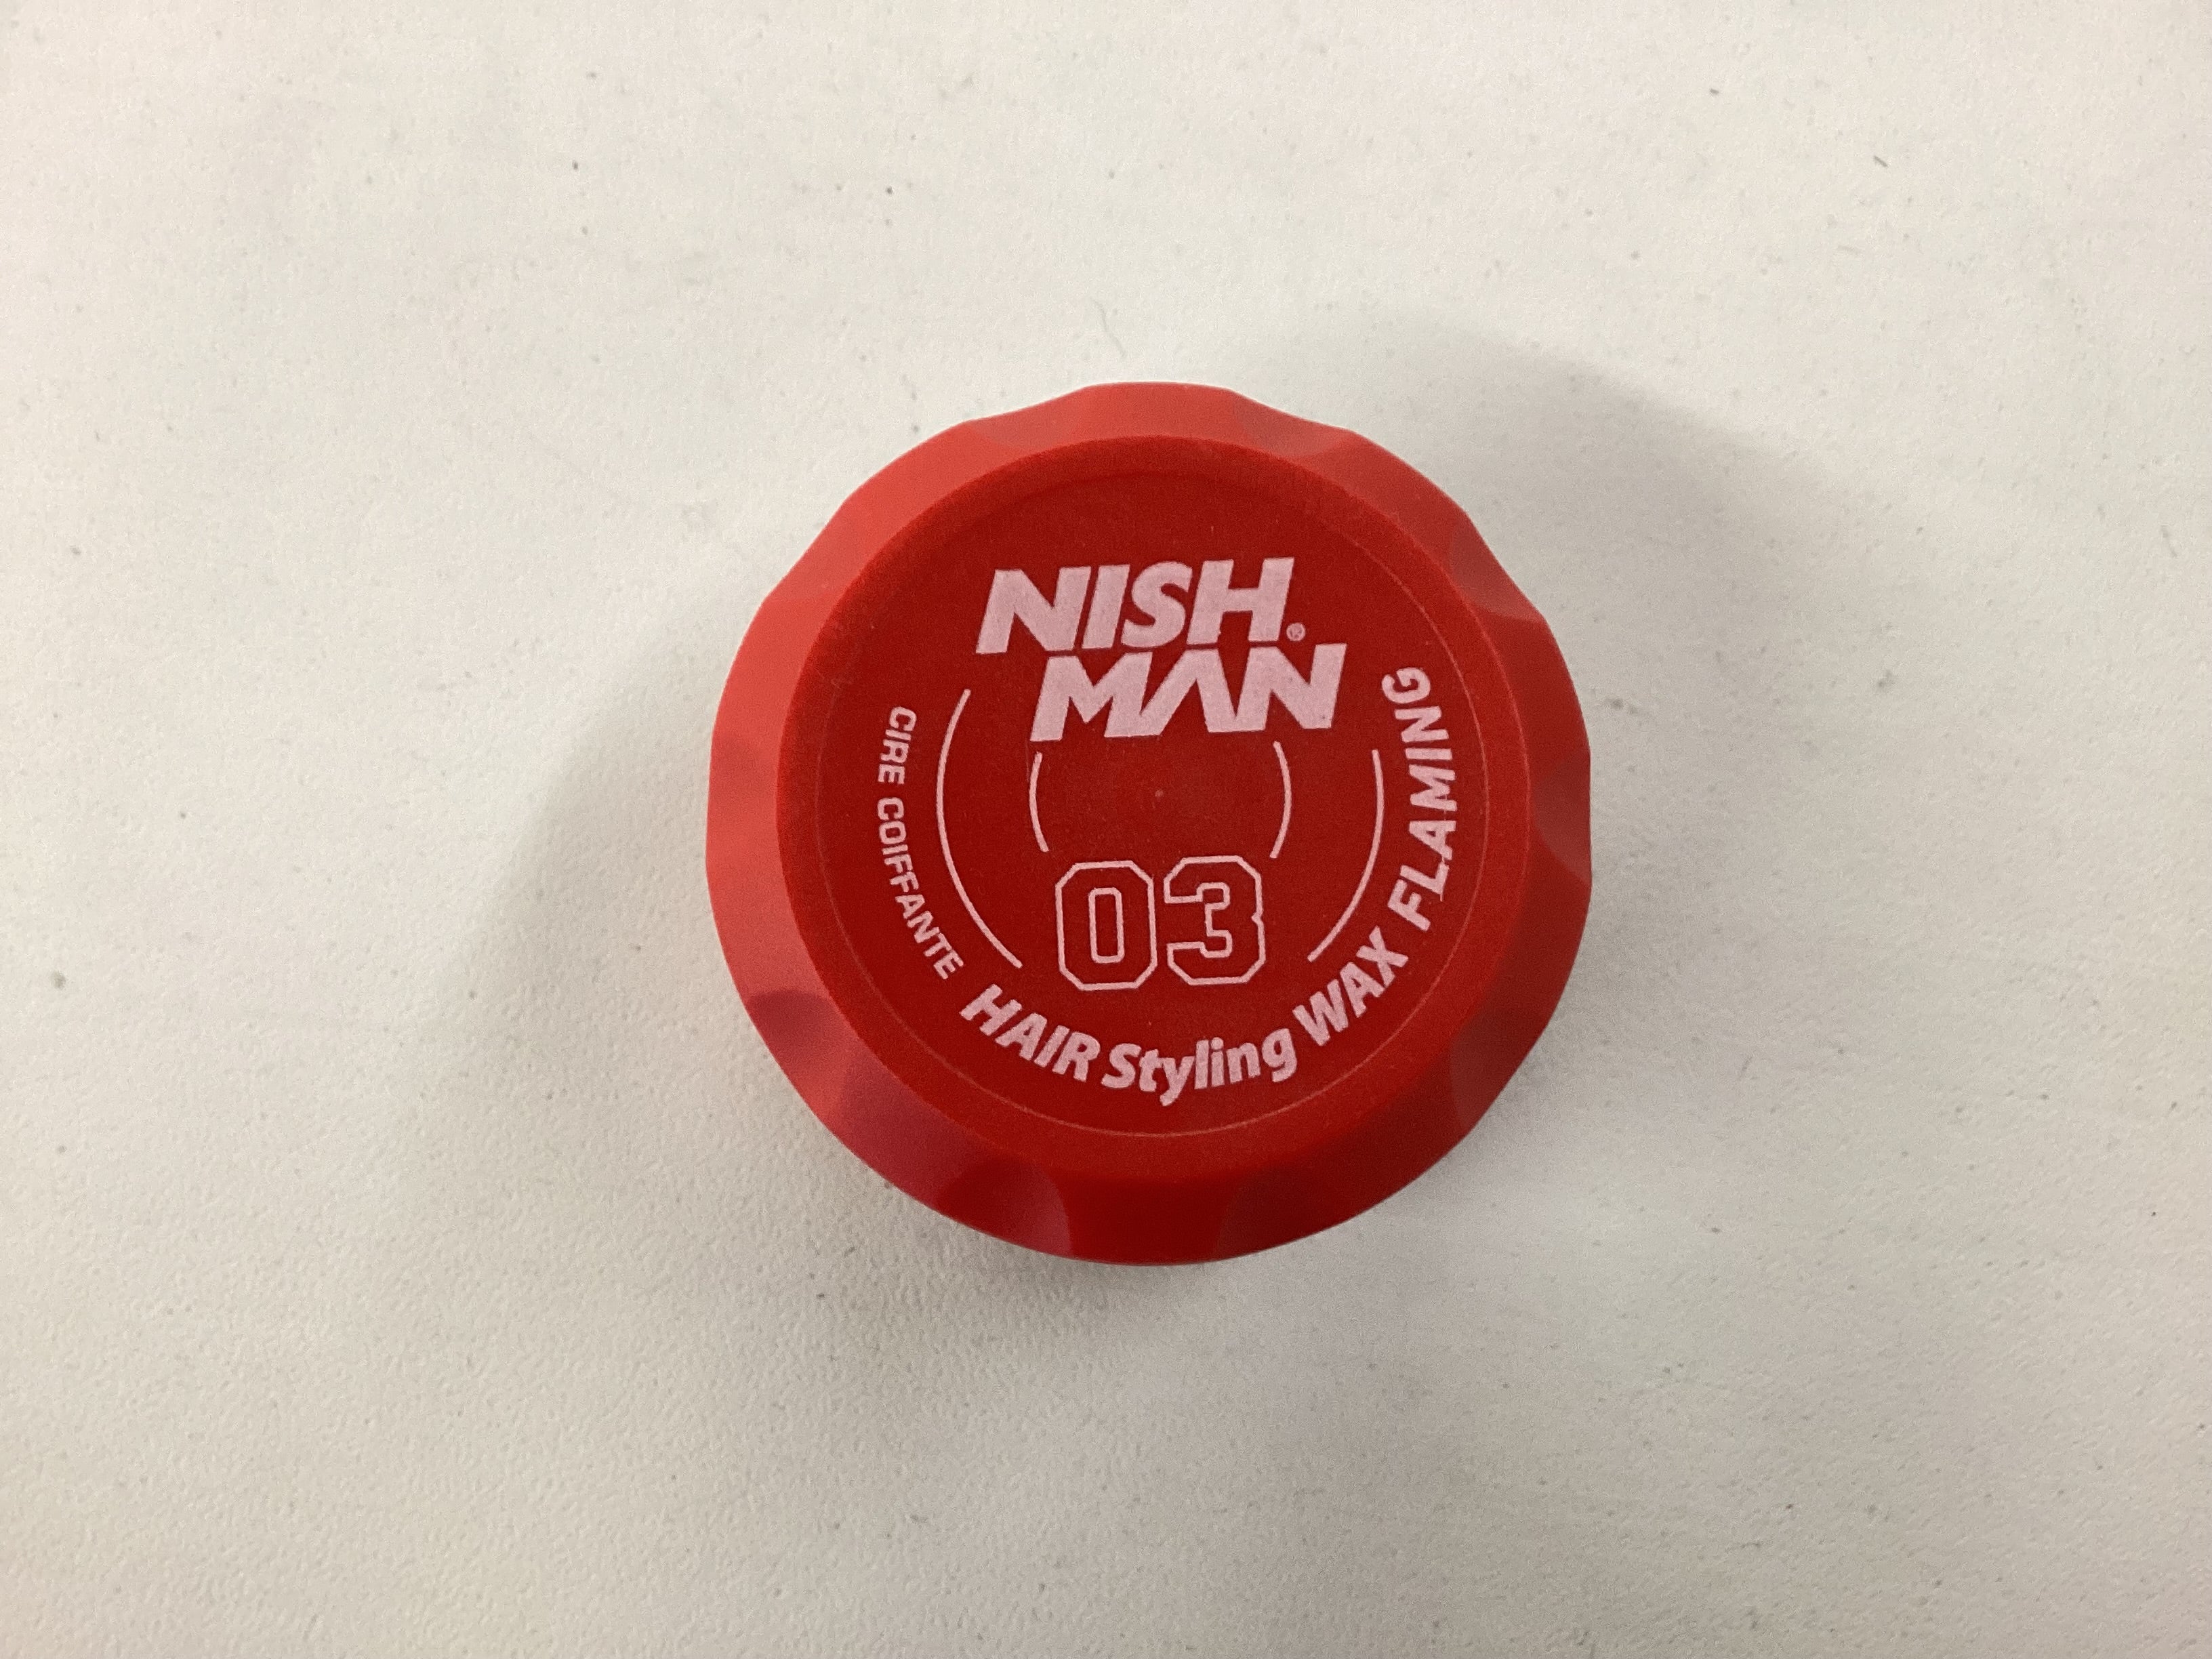 NISH®
MAN
03
CIRE COIFFANTE
HAIR Styling WAX FLAMING